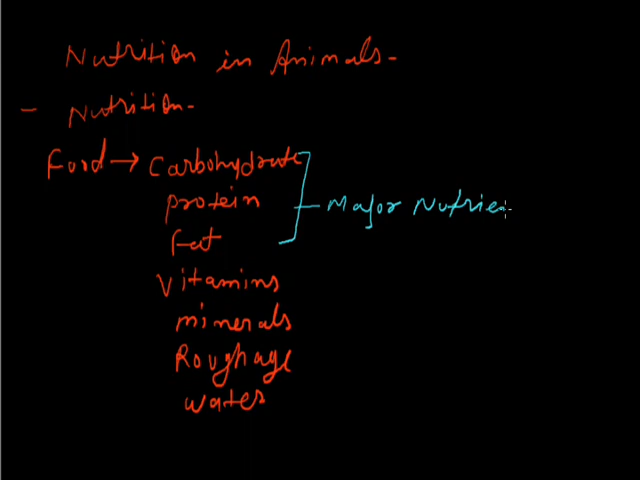 Nutrition in Animals-
- Nutrition-
Food → Carbohydrate
protein
Major Nutrie
fat
Vitamins
minerals
Roughage
water